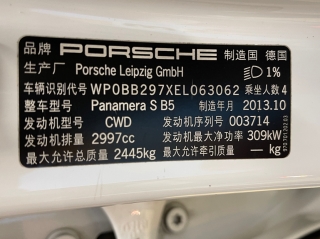 品牌 PORSCHE 制造国 德国
生产厂 Porsche Leipzig GmbH 1%
车辆识别代号 WP0BB297XEL063062 乘坐人数 4
整车型号 Panamera S B5 制造年月 2013.10
发动机型号 CWD 发动机序列号 003714
发动机排量 2997cc 发动机最大净功率 309kW
最大允许总质量 2445kg 最大允许牵引质量 — kg